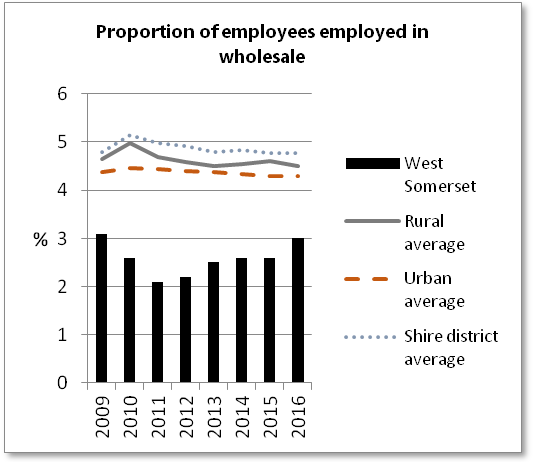 Proportion of employees employed in
wholesale
6
5
4
3
2
1
0
%
2009
2010
2011
2012
2013
2014
2015
2016
West
Somerset
Rural
average
Urban
average
Shire district
average